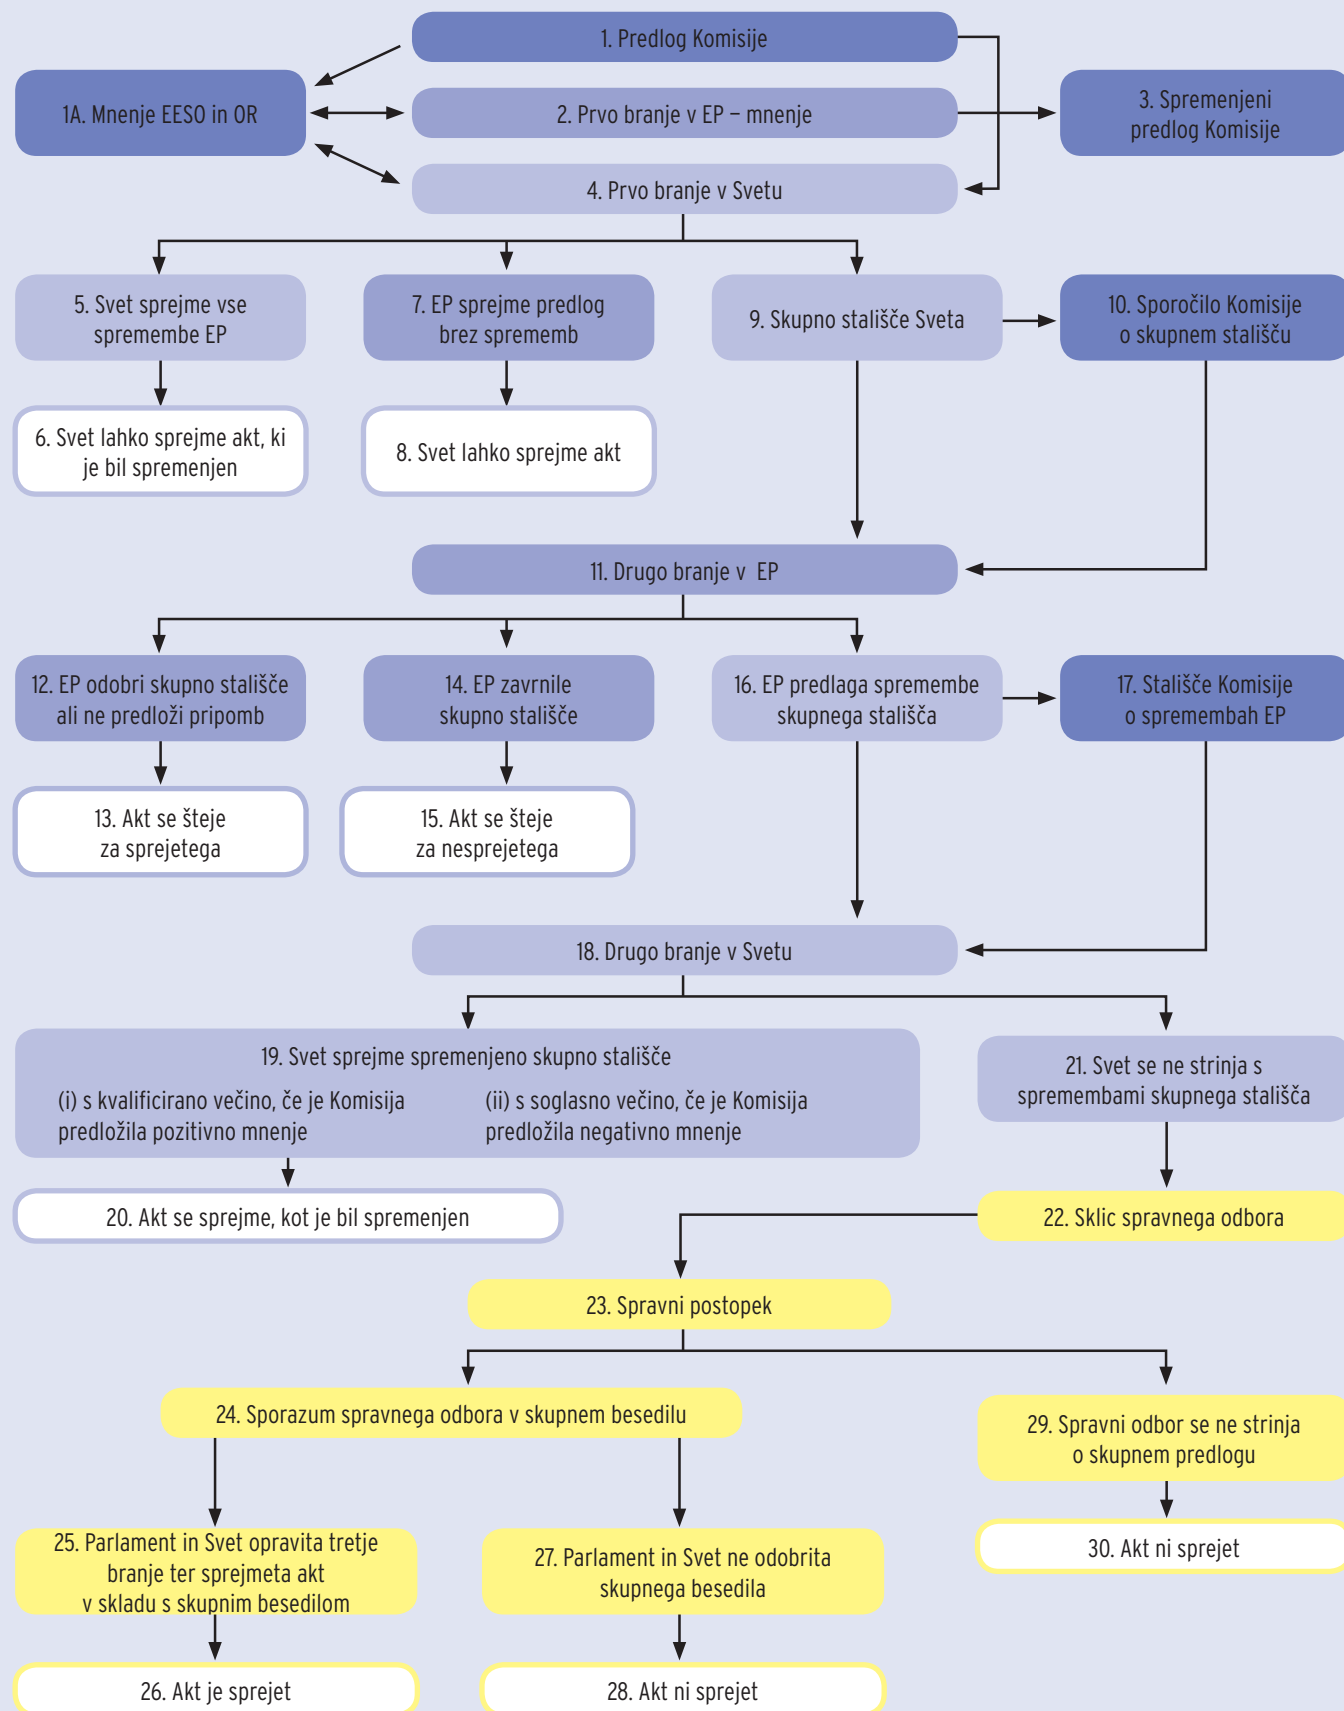 1. Predlog Komisije
1A. Mnenje EESO in OR
2. Prvo branje v EP – mnenje
3. Spremenjeni
predlog Komisije
4. Prvo branje v Svetu
5. Svet sprejme vse
spremembe EP
7. EP sprejme predlog
brez sprememb
9. Skupno stališče Sveta
10. Sporočilo Komisije
o skupnem stališču
6. Svet lahko sprejme akt, ki
je bil spremenjen
8. Svet lahko sprejme akt
11. Drugo branje v EP
12. EP odobri skupno stališče
ali ne predloži pripomb
14. EP zavrnile
skupno stališče
16. EP predlaga spremembe
skupnega stališča
17. Stališče Komisije
o spremembah EP
13. Akt se šteje
za sprejetega
15. Akt se šteje
za nesprejetega
18. Drugo branje v Svetu
19. Svet sprejme spremenjeno skupno stališče
(i) s kvalificirano večino, če je Komisija
predložila pozitivno mnenje
(ii) s soglasno večino, če je Komisija
predložila negativno mnenje
21. Svet se ne strinja s
spremembami skupnega stališča
20. Akt se sprejme, kot je bil spremenjen
22. Sklic spravnega odbora
23. Spravni postopek
24. Sporazum spravnega odbora v skupnem besedilu
29. Spravni odbor se ne strinja
o skupnem predlogu
25. Parlament in Svet opravita tretje
branje ter sprejmeta akt
v skladu s skupnim besedilom
27. Parlament in Svet ne odobrita
skupnega besedila
30. Akt ni sprejet
26. Akt je sprejet
28. Akt ni sprejet